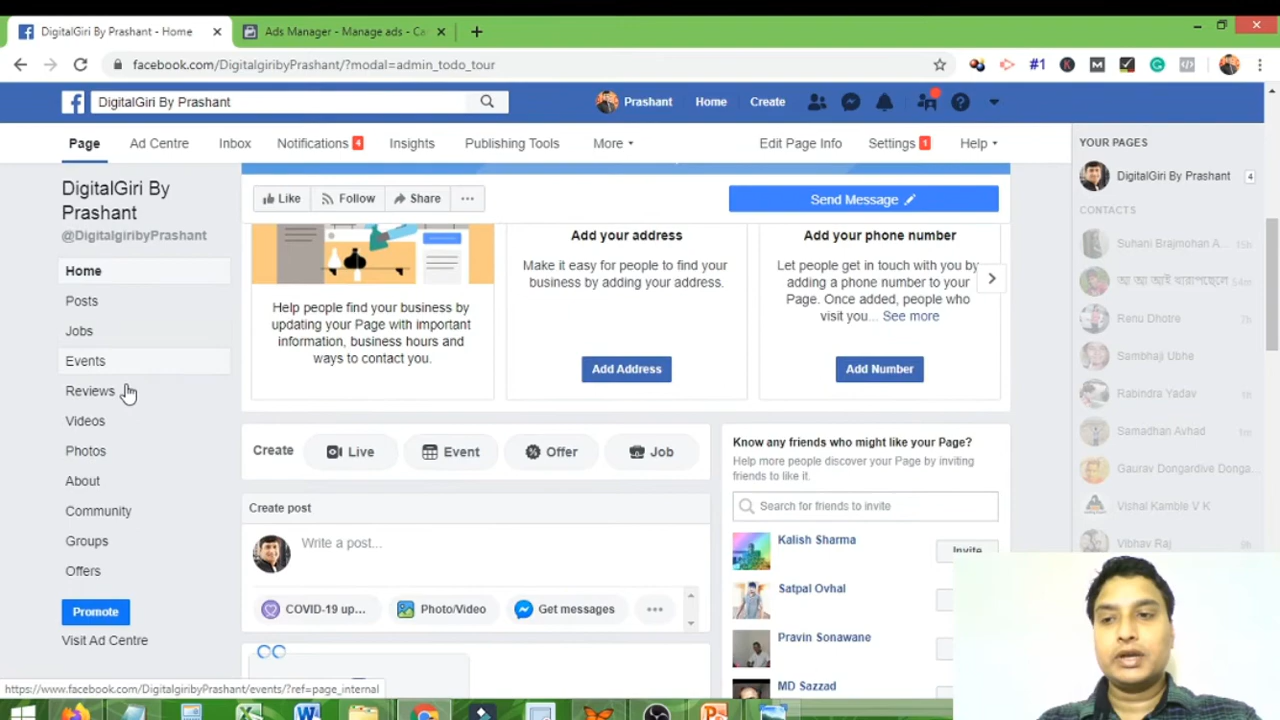 DigitalGiri By Prashant - Home
Ads Manager - Manage ads - Ca
facebook.com/DigitalgiribyPrashant/?modal=admin_todo_tour
#1
DigitalGiri By Prashant
Prashant
Home
Create
Page
Ad Centre
Inbox
Notifications 4
Insights
Publishing Tools
More
Edit Page Info
Settings 1
Help
YOUR PAGES
DigitalGiri By Prashant 4
CONTACTS
Suhani Brajmohan A... 15h
54m
Renu Dhotre 7h
Sambhaji Ubhe
Rabindra Yadav 1h
Samadhan Avhad 1m
Gaurav Dongardive Donga...
Vishal Kamble V K
Vibhav Raj
DigitalGiri By
Prashant
@DigitalgiribyPrashant
Home
Posts
Jobs
Events
Reviews
Videos
Photos
About
Community
Groups
Offers
Promote
Visit Ad Centre
Like
Follow
Share
Send Message
Help people find your business by
updating your Page with important
information, business hours and
ways to contact you.
Add your address
Make it easy for people to find your
business by adding your address.
Add Address
Add your phone number
Let people get in touch with you by
adding a phone number to your
Page. Once added, people who
visit you... See more
Add Number
Create
Live
Event
Offer
Job
Create post
Write a post...
COVID-19 up...
Photo/Video
Get messages
Know any friends who might like your Page?
Help more people discover your Page by inviting
friends to like it.
Search for friends to invite
Kalish Sharma
Invite
Satpal Ovhal
Pravin Sonawane
MD Sazzad
https://www.facebook.com/DigitalgiribyPrashant/events/?ref=page_internal